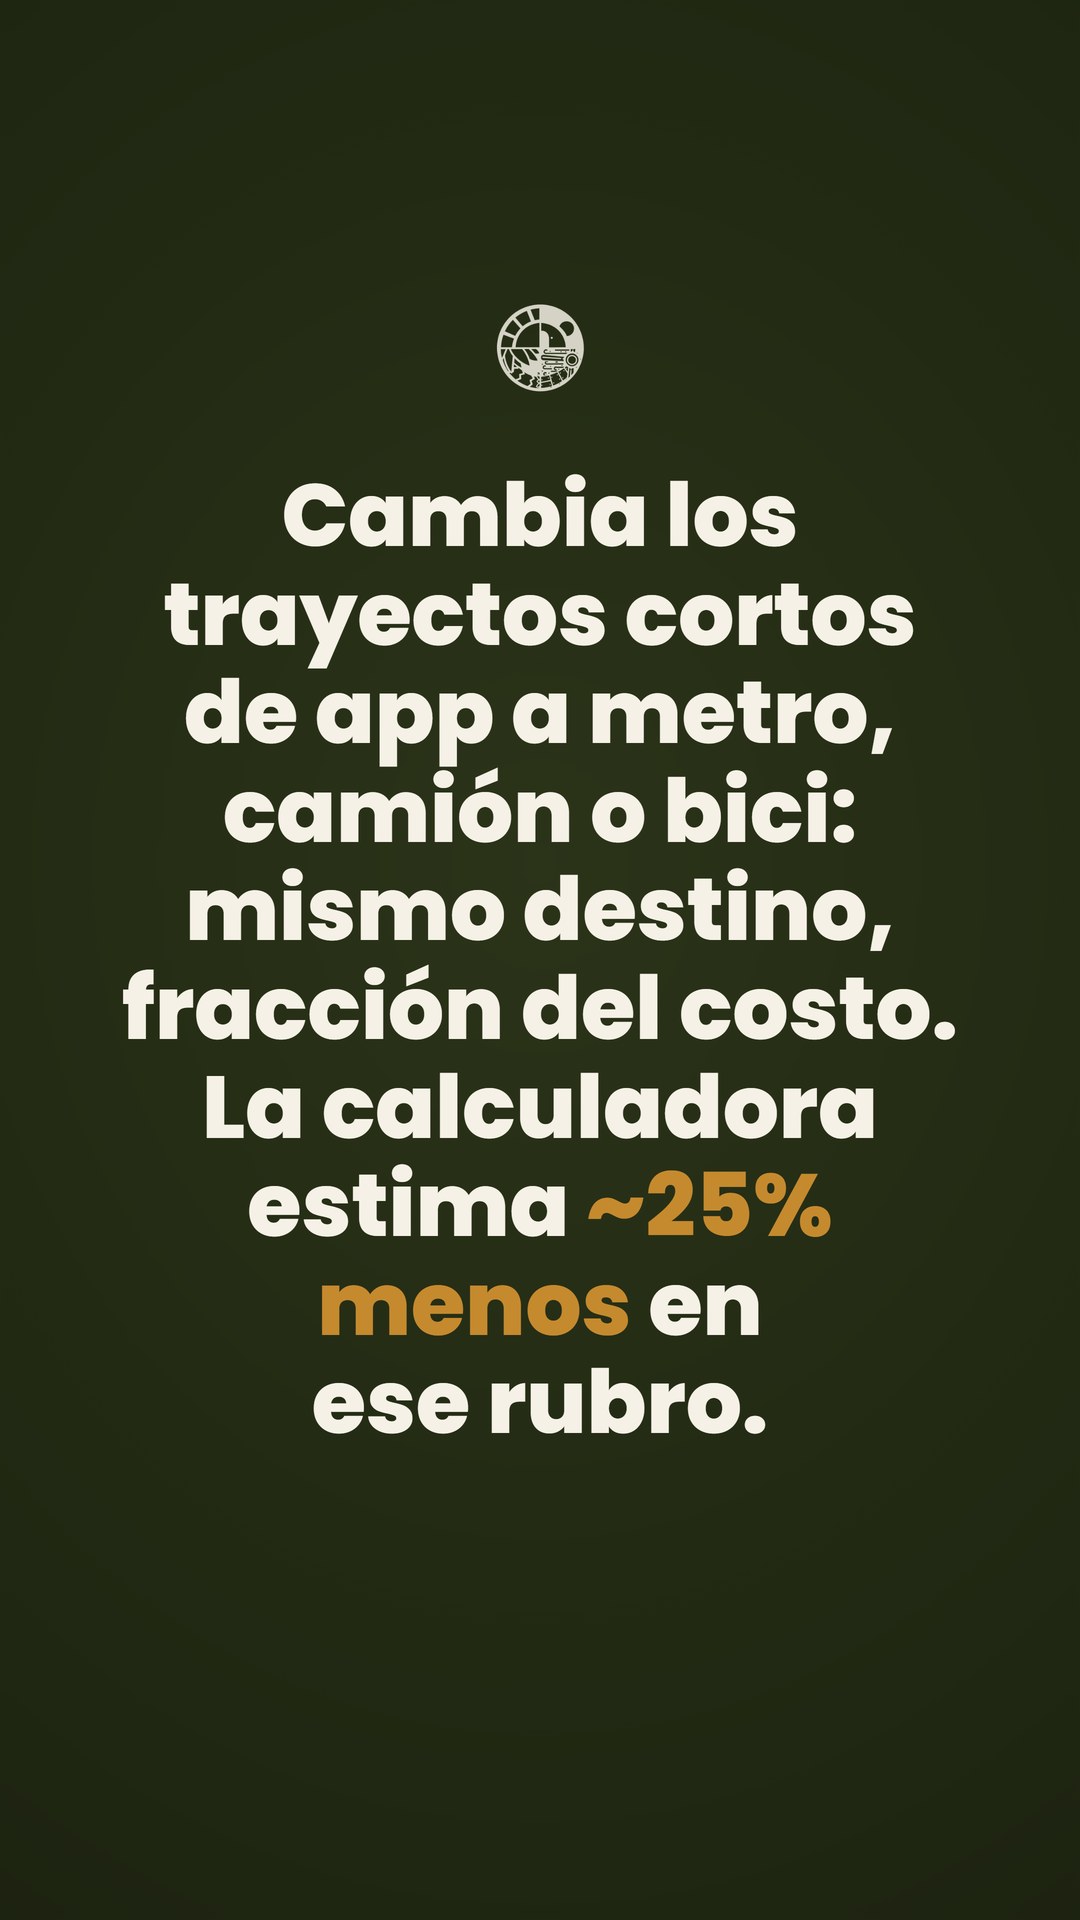 Cambia los
trayectos cortos
de app a metro,
camión o bici:
mismo destino,
fracción del costo.
La calculadora
estima ~25%
menos en
ese rubro.